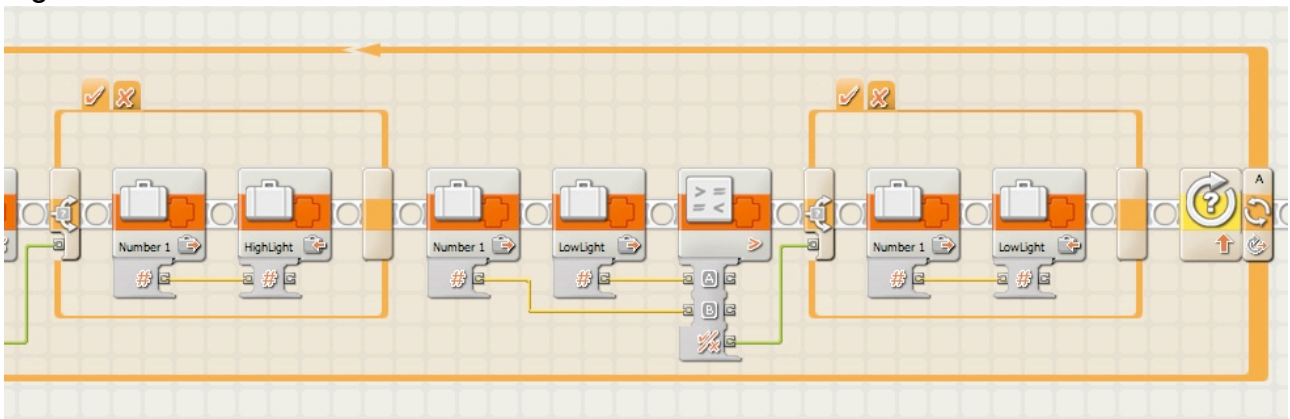 A
Number 1
HighLight
Number 1
LowLight
Number 1
LowLight
#
#
#
#
#
#
> =
= <
>
A
B
?